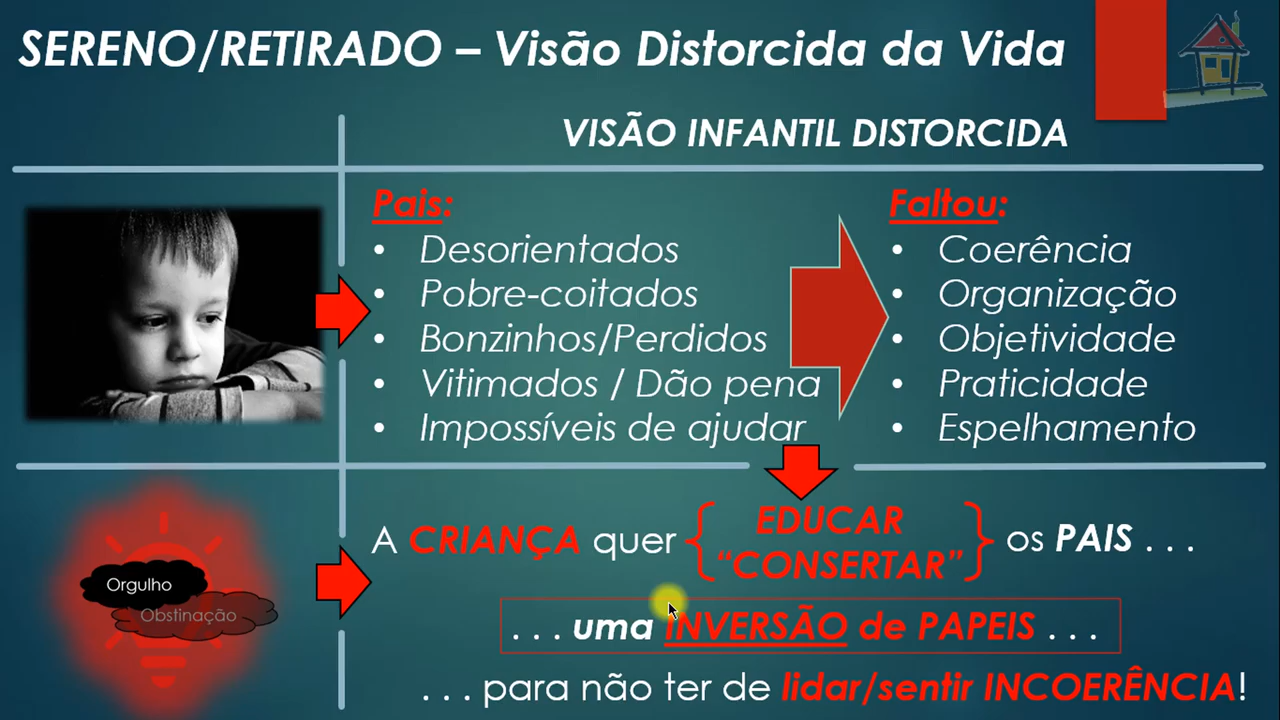 SERENO/RETIRADO – Visão Distorcida da Vida
VISÃO INFANTIL DISTORCIDA
Pais:
• Desorientados
• Pobre-coitados
• Bonzinhos/Perdidos
• Vitimados / Dão pena
• Impossíveis de ajudar
Faltou:
• Coerência
• Organização
• Objetividade
• Praticidade
• Espelhamento
Orgulho
Obstinação
A CRIANÇA quer { EDUCAR “CONSERTAR” } os PAIS . . .
. . . uma INVERSÃO de PAPEIS . . .
. . . para não ter de lidar/sentir INCOERÊNCIA!